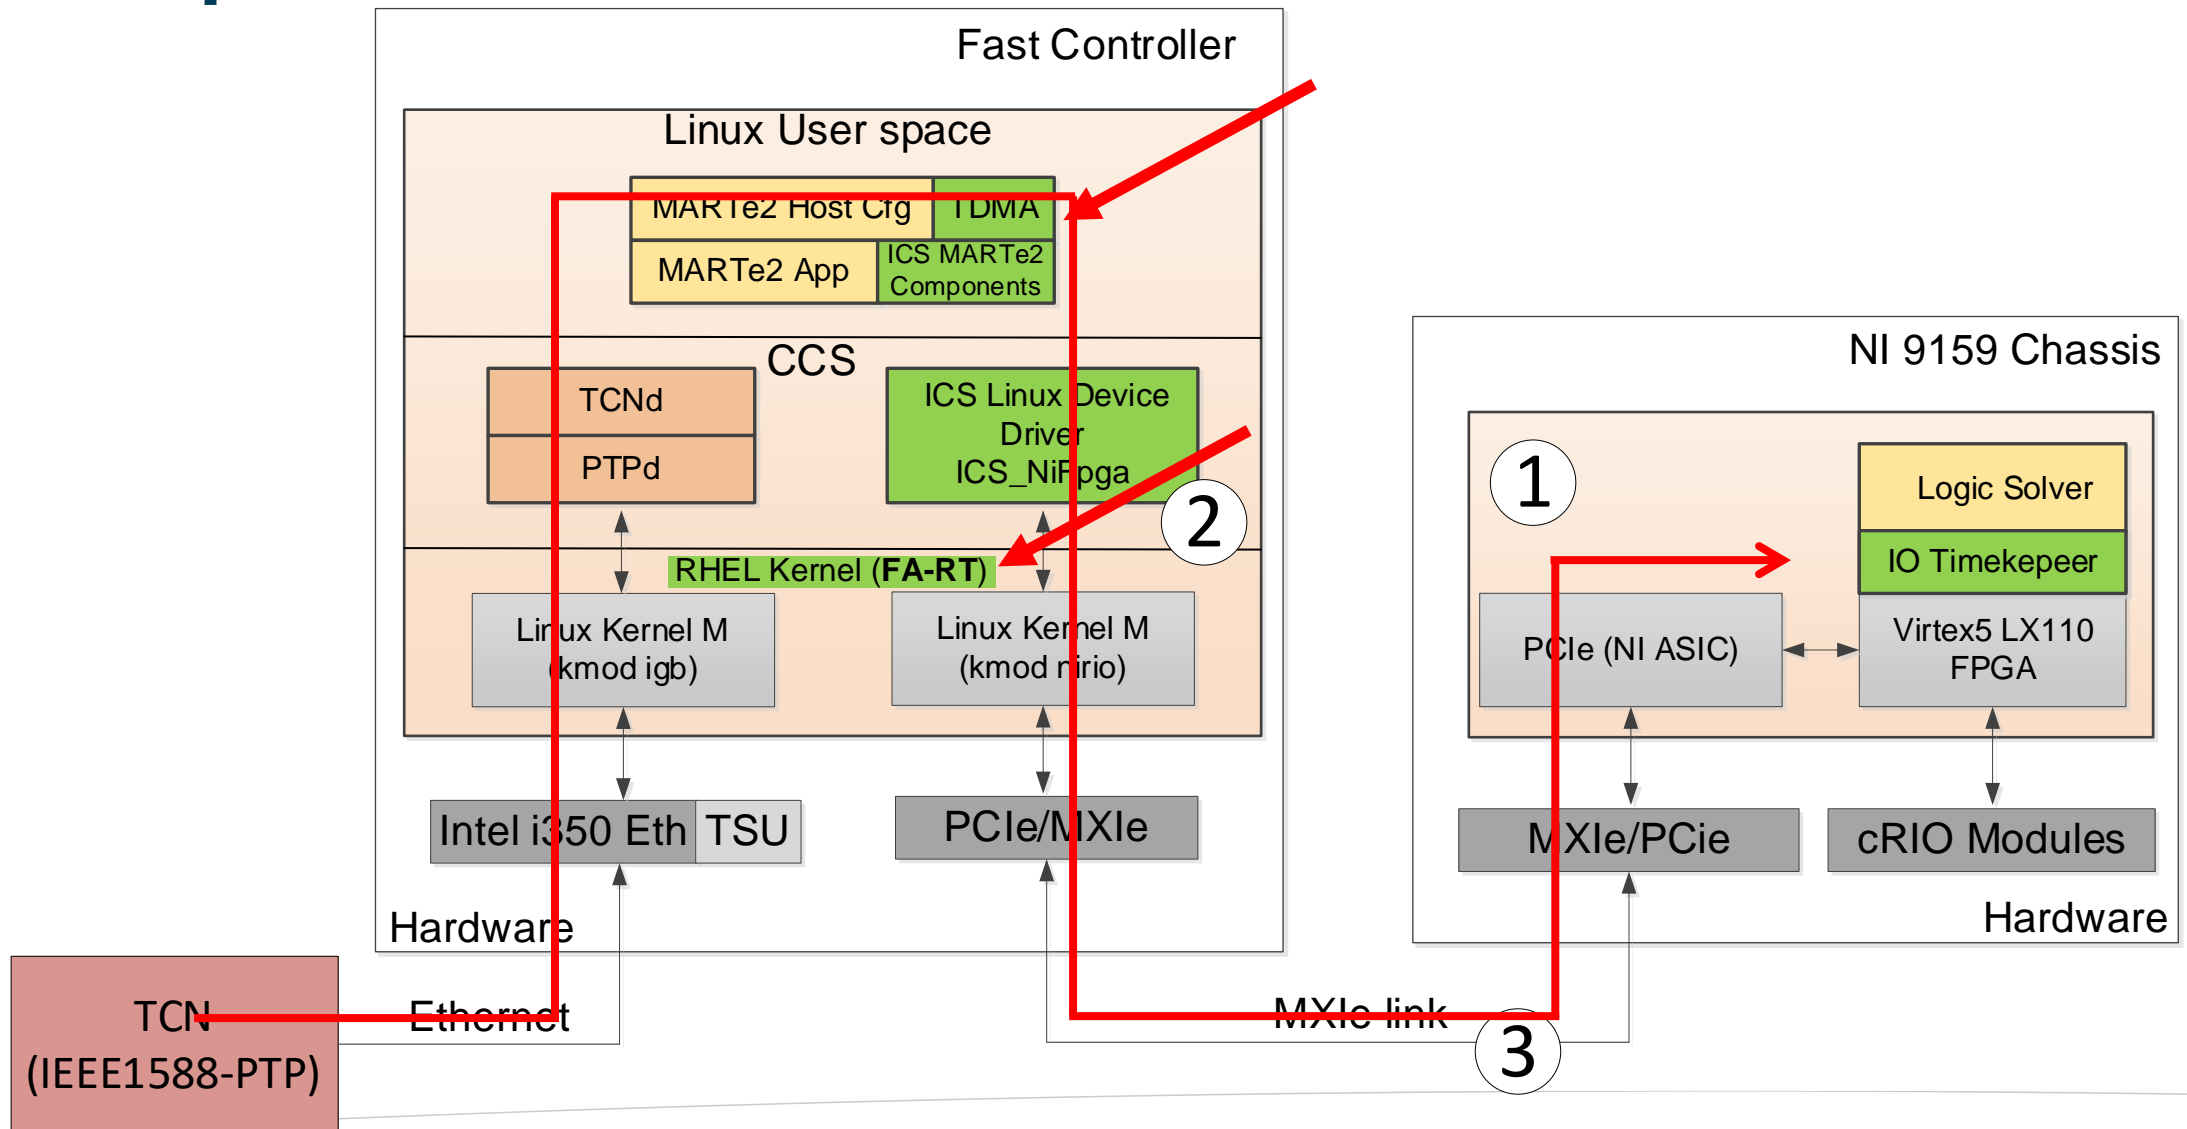 Fast Controller
Linux User space
MARTe2 Host Cfg
TDMA
MARTe2 App
ICS MARTe2
Components
CCS
TCNd
PTPd
ICS Linux Device
Driver
ICS_NiFpga
2
RHEL Kernel (FA-RT)
Linux Kernel M
(kmod igb)
Linux Kernel M
(kmod nirio)
Intel i350 Eth
TSU
PCIe/MXIe
Hardware
NI 9159 Chassis
1
Logic Solver
IO Timekepeer
PCIe (NI ASIC)
Virtex5 LX110
FPGA
MXIe/PCie
cRIO Modules
Hardware
TCN
(IEEE1588-PTP)
Ethernet
MXIe link
3